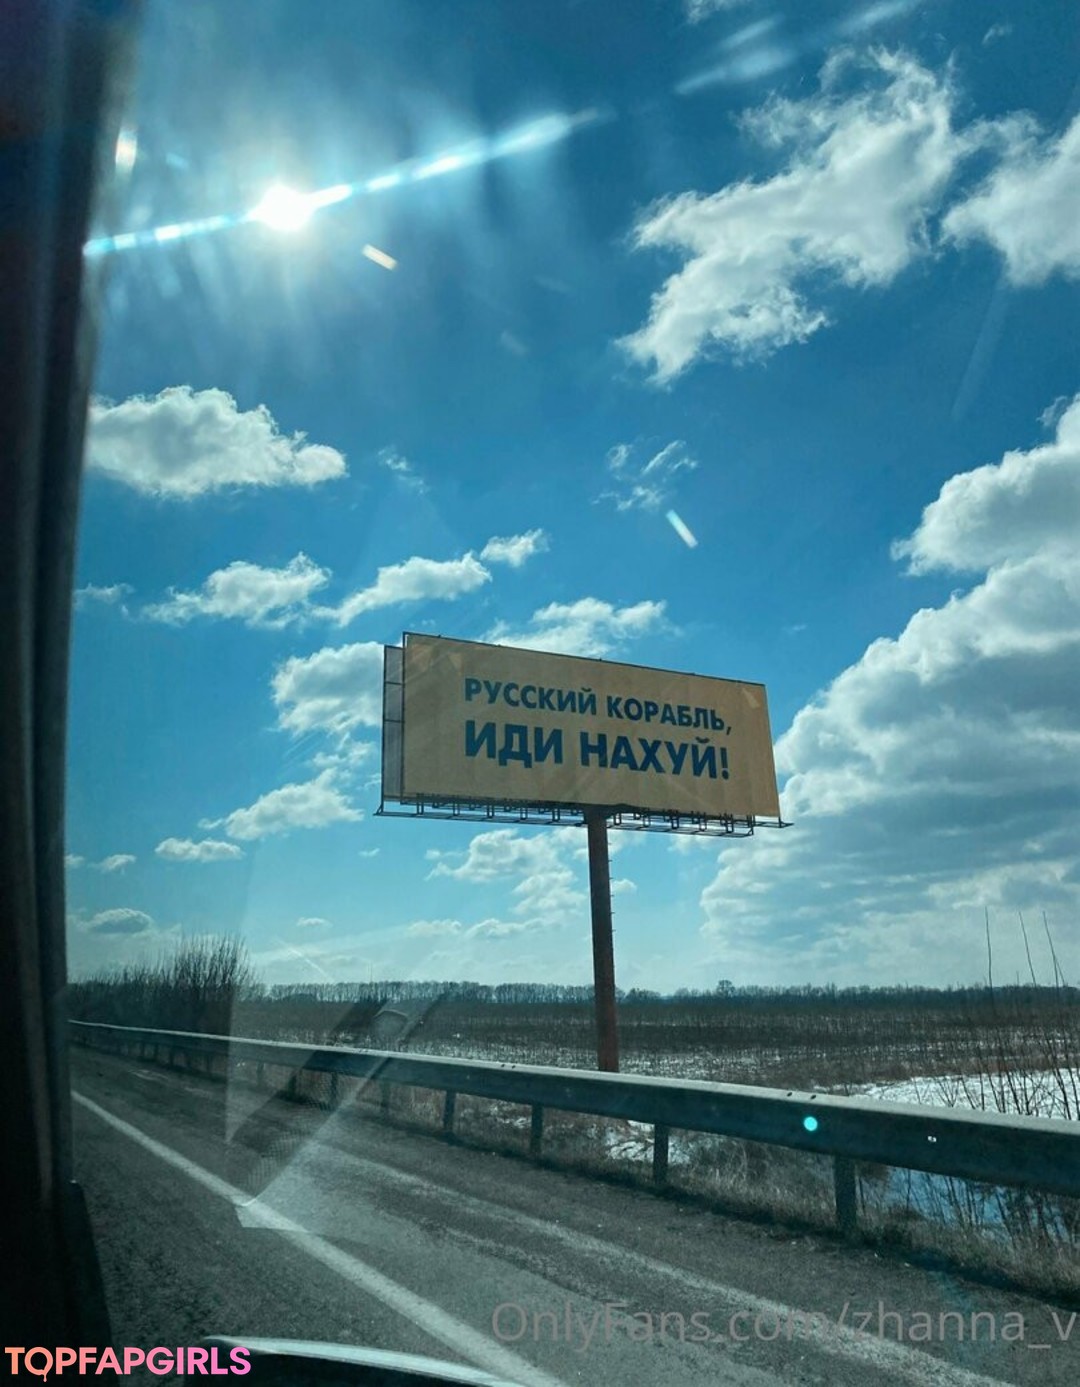 РУССКИЙ КОРАБЛЬ,
ИДИ НАХУЙ!
OnlyFans.com/zhanna_v
TOPFAPGIRLS